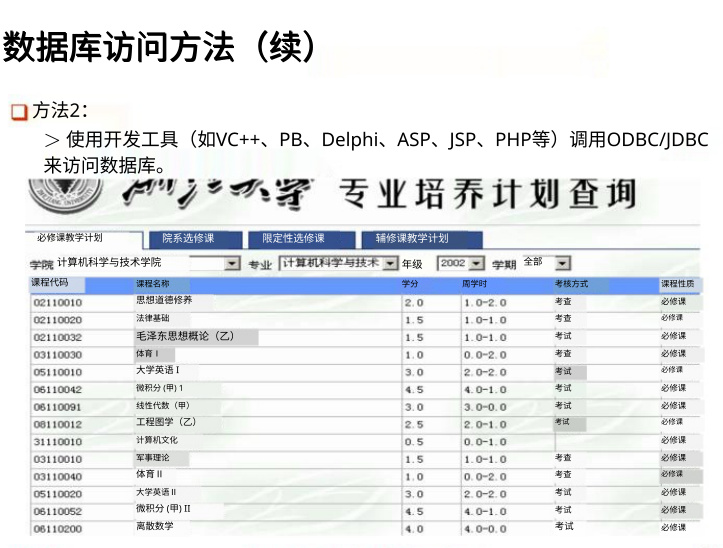 数据库访问方法（续）
方法2：
＞ 使用开发工具（如VC++、PB、Delphi、ASP、JSP、PHP等）调用ODBC/JDBC
来访问数据库。
浙江大学 专业培养计划查询
必修课教学计划 院系选修课 限定性选修课 辅修课教学计划
学院 计算机科学与技术学院 专业 计算机科学与技术 年级 2002 学期 全部
课程代码 课程名称 学分 周学时 考核方式 课程性质
02110010 思想道德修养 2.0 1.0-2.0 考查 必修课
02110020 法律基础 1.5 1.0-1.0 考查 必修课
02110032 毛泽东思想概论（乙） 1.5 1.0-1.0 考试 必修课
03110030 体育 I 1.0 0.0-2.0 考查 必修课
05110010 大学英语 I 3.0 2.0-2.0 考试 必修课
06110042 微积分 (甲) 1 4.5 4.0-1.0 考试 必修课
06110091 线性代数（甲） 3.0 3.0-0.0 考试 必修课
08110012 工程图学（乙） 2.5 2.0-1.0 考试 必修课
31110010 计算机文化 0.5 0.0-1.0 必修课
03110010 军事理论 1.5 1.0-1.0 考查 必修课
03110040 体育 II 1.0 0.0-2.0 考查 必修课
05110020 大学英语 II 3.0 2.0-2.0 考试 必修课
06110052 微积分 (甲) II 4.5 4.0-1.0 考试 必修课
06110200 离散数学 4.0 4.0-0.0 考试 必修课